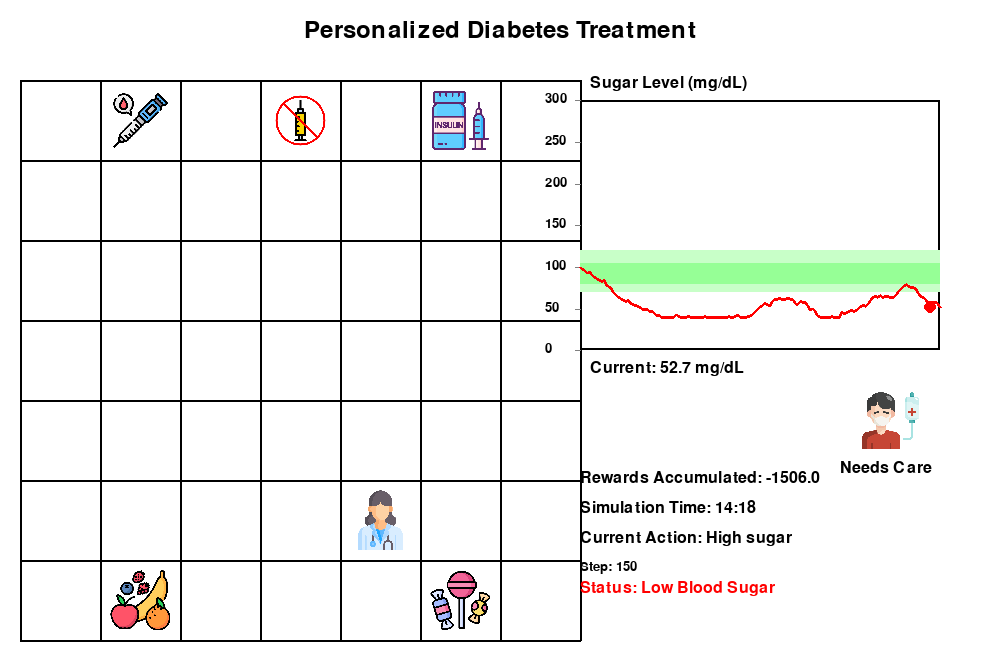 Personalized Diabetes Treatment
INSULIN
Sugar Level (mg/dL)
300
250
200
150
100
50
0
Current: 52.7 mg/dL
Needs Care
Rewards Accumulated: -1506.0
Simulation Time: 14:18
Current Action: High sugar
Step: 150
Status: Low Blood Sugar